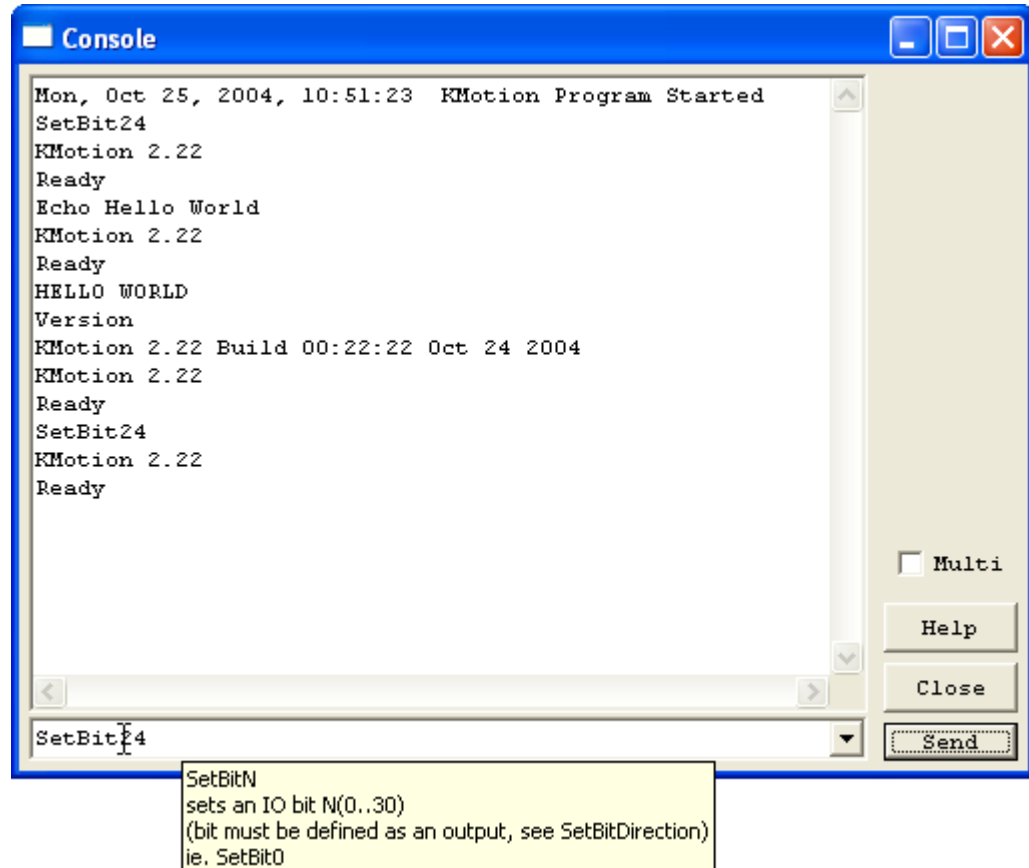 Console
Mon, Oct 25, 2004, 10:51:23  KMotion Program Started
SetBit24
KMotion 2.22
Ready
Echo Hello World
KMotion 2.22
Ready
HELLO WORLD
Version
KMotion 2.22 Build 00:22:22 Oct 24 2004
KMotion 2.22
Ready
SetBit24
KMotion 2.22
Ready
Multi
Help
Close
SetBit24
Send
SetBitN
sets an IO bit N(0..30)
(bit must be defined as an output, see SetBitDirection)
ie. SetBit0